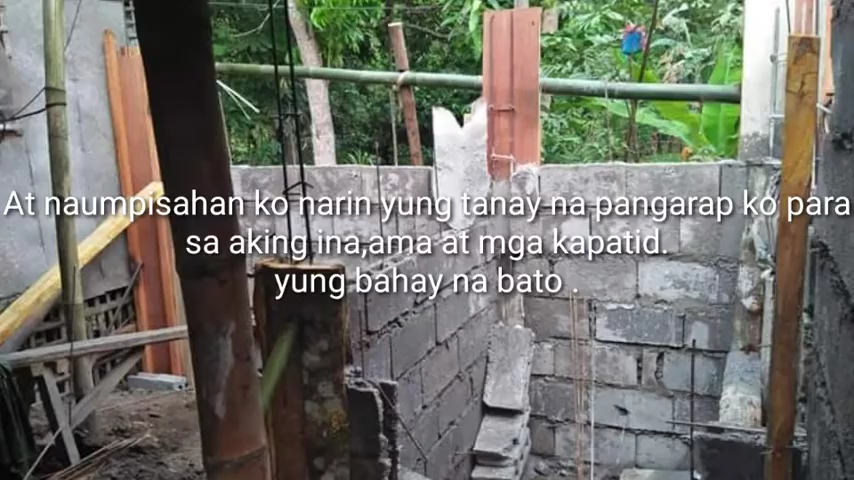 At naumpisahan ko narin yung tanay na pangarap ko para
sa aking ina,ama at mga kapatid.
yung bahay na bato .